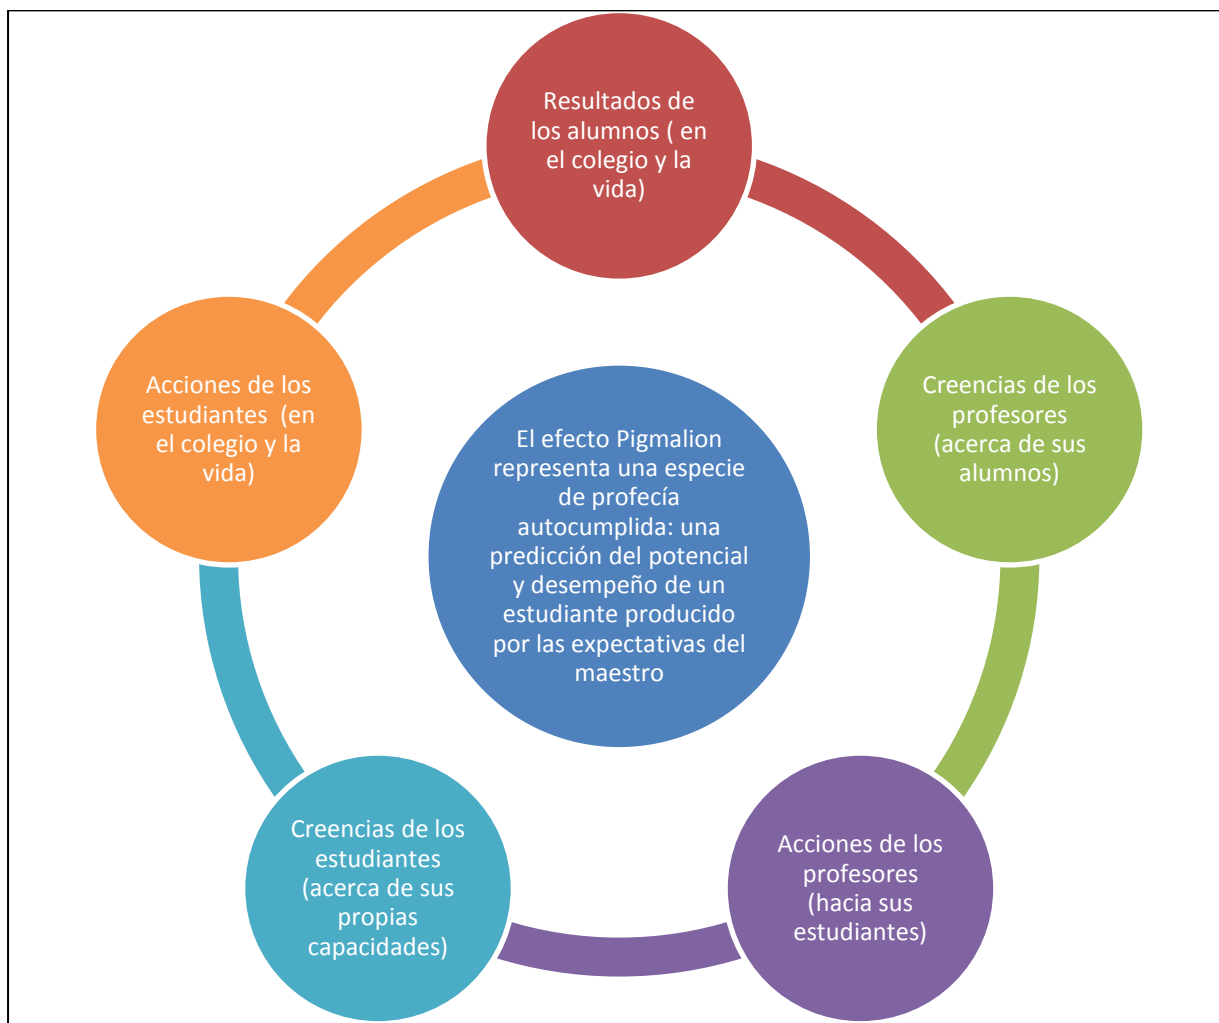 Resultados de
los alumnos ( en
el colegio y la
vida)
Creencias de los
profesores
(acerca de sus
alumnos)
Acciones de los
profesores
(hacia sus
estudiantes)
Creencias de los
estudiantes
(acerca de sus
propias
capacidades)
Acciones de los
estudiantes  (en
el colegio y la
vida)
El efecto Pigmalion
representa una especie
de profecía
autocumplida: una
predicción del potencial
y desempeño de un
estudiante producido
por las expectativas del
maestro